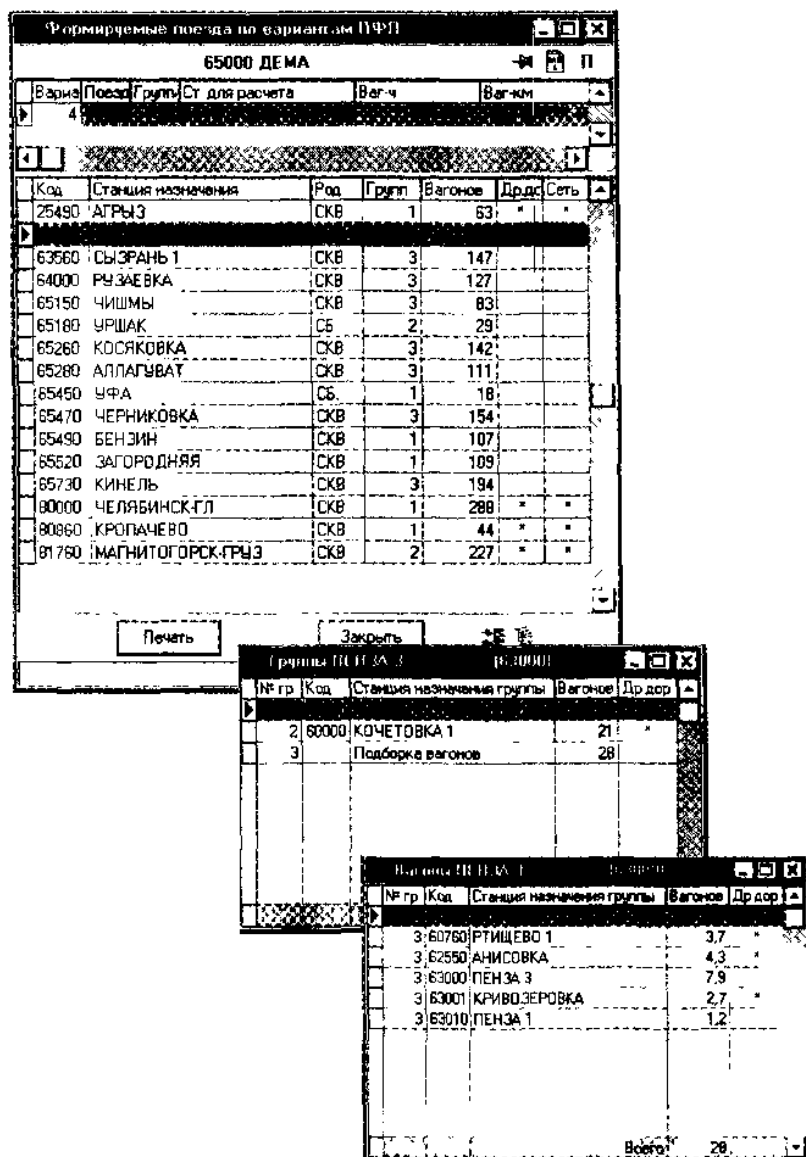 Формируемые поезда по вариантам ПФП
65000 ДЕМА П
Вариа Поезд Групп Ст для расчета Ваг-ч Ваг-км
4
Код Станция назначения Род Групп Вагонов Др.до Сеть
25490 АГРЫЗ СКВ 1 63 * *
63560 СЫЗРАНЬ 1 СКВ 3 147
64000 РУЗАЕВКА СКВ 3 127
65150 ЧИШМЫ СКВ 3 83
65180 УРШАК СБ 2 29
65260 КОСЯКОВКА СКВ 3 142
65280 АЛЛАГУВАТ СКВ 3 111
65450 УФА СБ. 1 18
65470 ЧЕРНИКОВКА СКВ 3 154
65490 БЕНЗИН СКВ 1 107
65520 ЗАГОРОДНЯЯ СКВ 1 109
65730 КИНЕЛЬ СКВ 3 194
80000 ЧЕЛЯБИНСК-ГЛ СКВ 1 288 * *
80860 КРОПАЧЕВО СКВ 1 44 * *
81760 МАГНИТОГОРСК-ГРУЗ СКВ 2 227 * *
Печать Закрыть
Группы ПЕНЗА 3 [63000]
№ гр Код Станция назначения группы Вагонов Др дор
2 60000 КОЧЕТОВКА 1 21 *
3 Подборка вагонов 28
Вагоны ПЕНЗА
№ гр Код Станция назначения группы Вагонов Др дор
3 60760 РТИЩЕВО 1 3,7 *
3 62550 АНИСОВКА 4,3 *
3 63000 ПЕНЗА 3 7,9
3 63001 КРИВОЗЕРОВКА 2,7 *
3 63010 ПЕНЗА 1 1,2
Всего 28